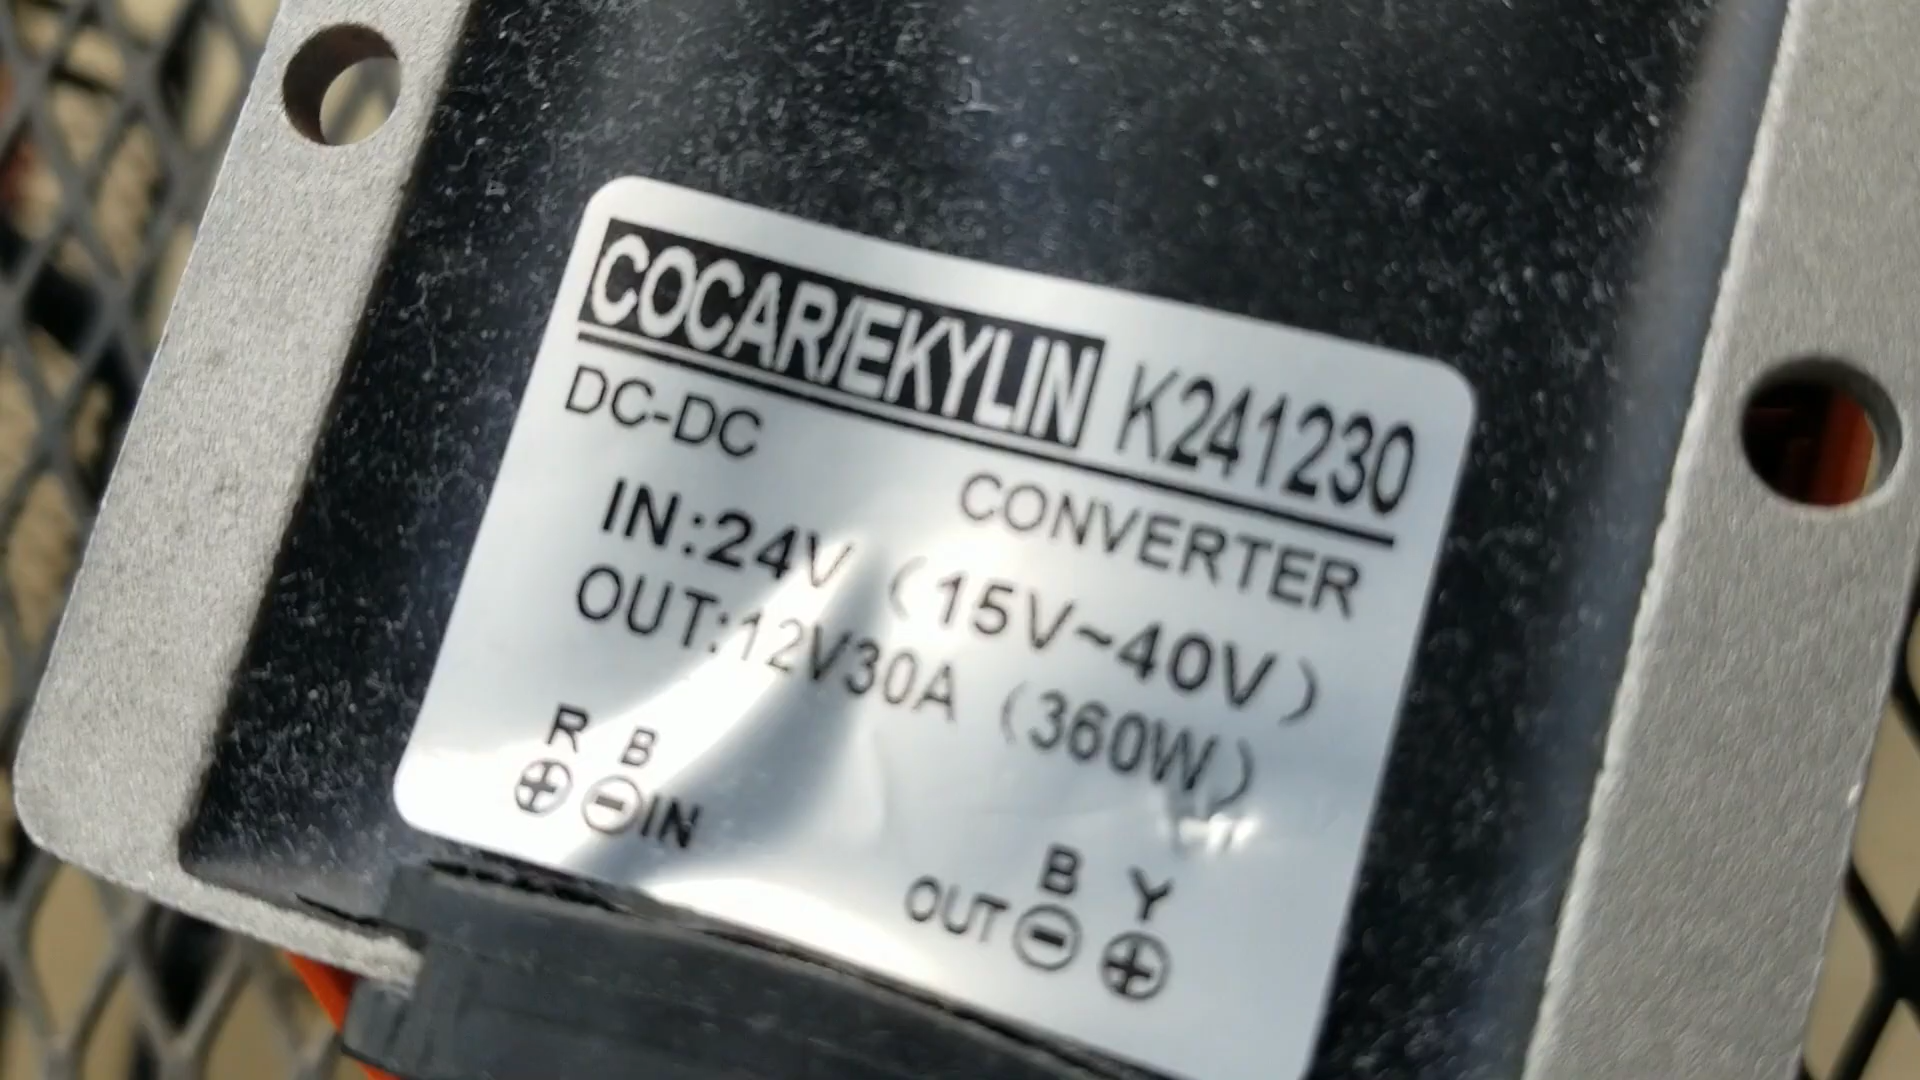 COCAR/EKYLIN K241230
DC-DC
CONVERTER
IN:24V (15V~40V)
OUT:12V30A (360W)
R B
⊕ ⊖ IN
B Y
OUT ⊖ ⊕